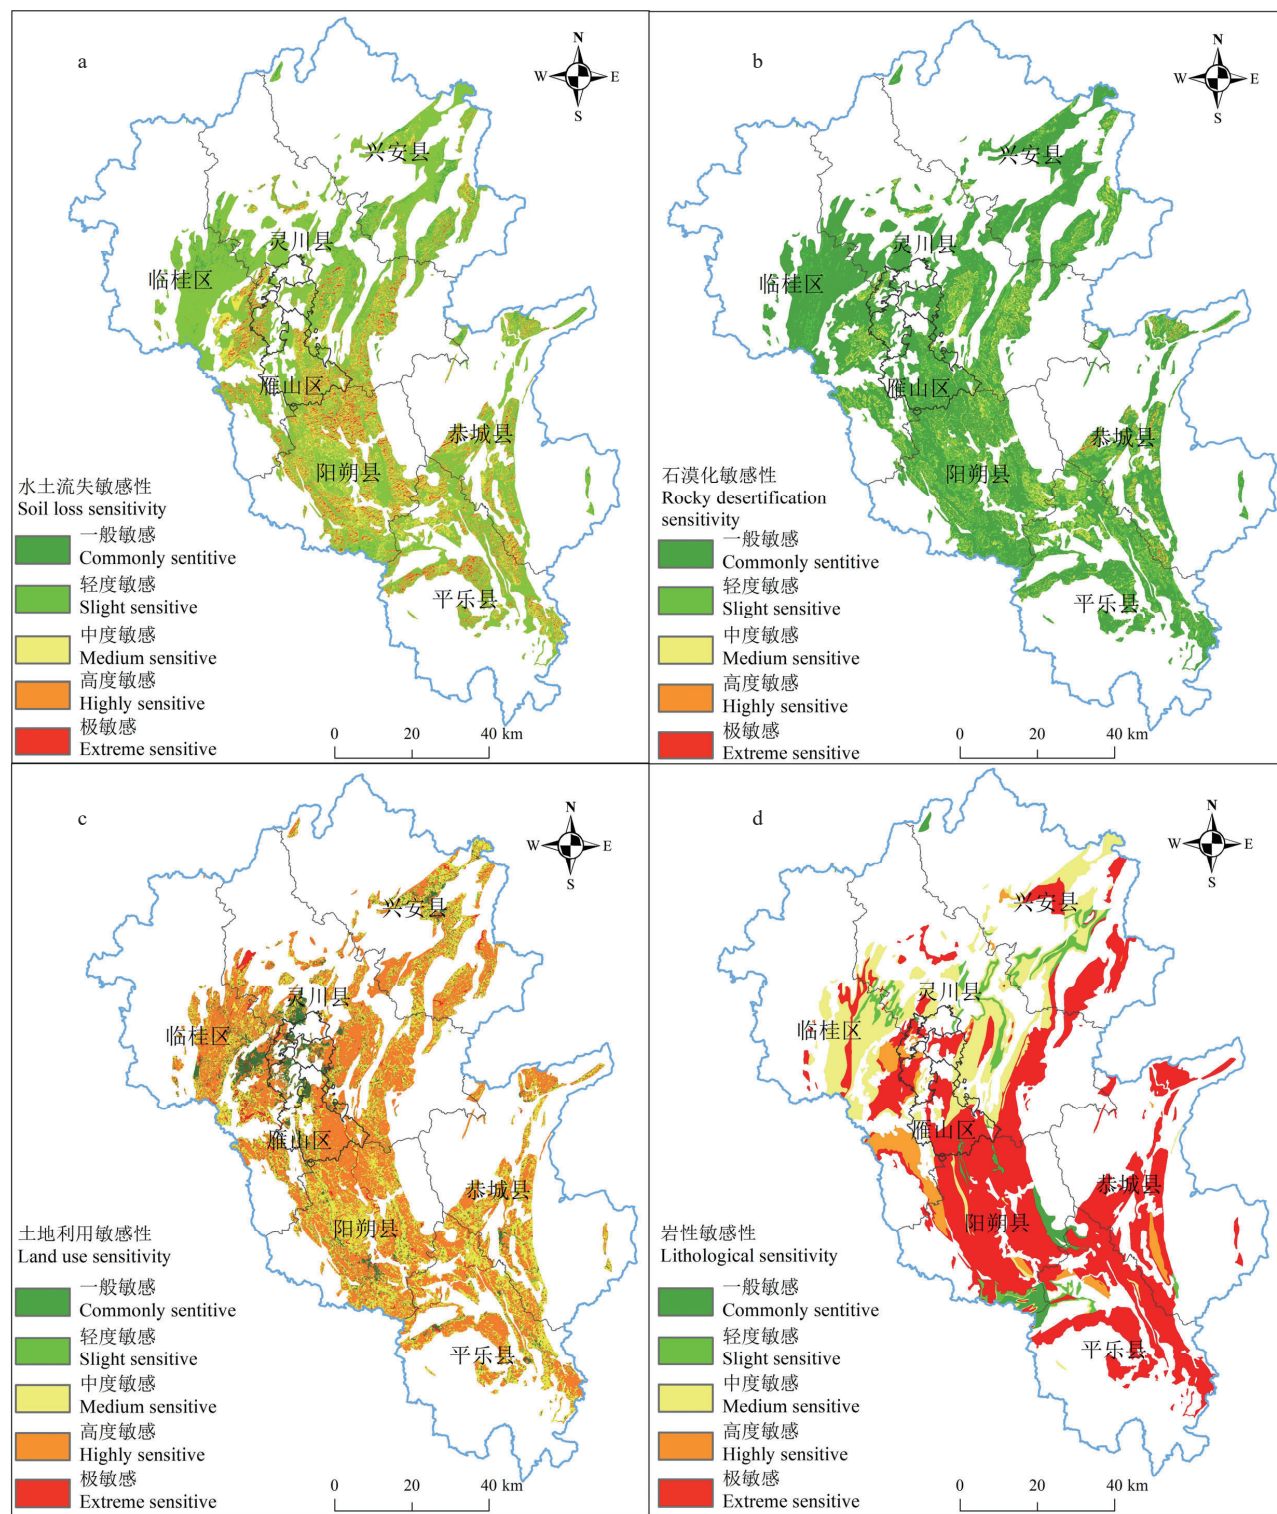 a
N
W
E
S
兴安县
灵川县
临桂区
雁山区
恭城县
阳朔县
平乐县
水土流失敏感性
Soil loss sensitivity
一般敏感
Commonly sentitive
轻度敏感
Slight sensitive
中度敏感
Medium sensitive
高度敏感
Highly sensitive
极敏感
Extreme sensitive
0 20 40 km
b
N
W
E
S
兴安县
灵川县
临桂区
雁山区
恭城县
阳朔县
平乐县
石漠化敏感性
Rocky desertification
sensitivity
一般敏感
Commonly sentitive
轻度敏感
Slight sensitive
中度敏感
Medium sensitive
高度敏感
Highly sensitive
极敏感
Extreme sensitive
0 20 40 km
c
N
W
E
S
兴安县
灵川县
临桂区
雁山区
恭城县
阳朔县
平乐县
土地利用敏感性
Land use sensitivity
一般敏感
Commonly sentitive
轻度敏感
Slight sensitive
中度敏感
Medium sensitive
高度敏感
Highly sensitive
极敏感
Extreme sensitive
0 20 40 km
d
N
W
E
S
兴安县
灵川县
临桂区
雁山区
恭城县
阳朔县
平乐县
岩性敏感性
Lithological sensitivity
一般敏感
Commonly sentitive
轻度敏感
Slight sensitive
中度敏感
Medium sensitive
高度敏感
Highly sensitive
极敏感
Extreme sensitive
0 20 40 km